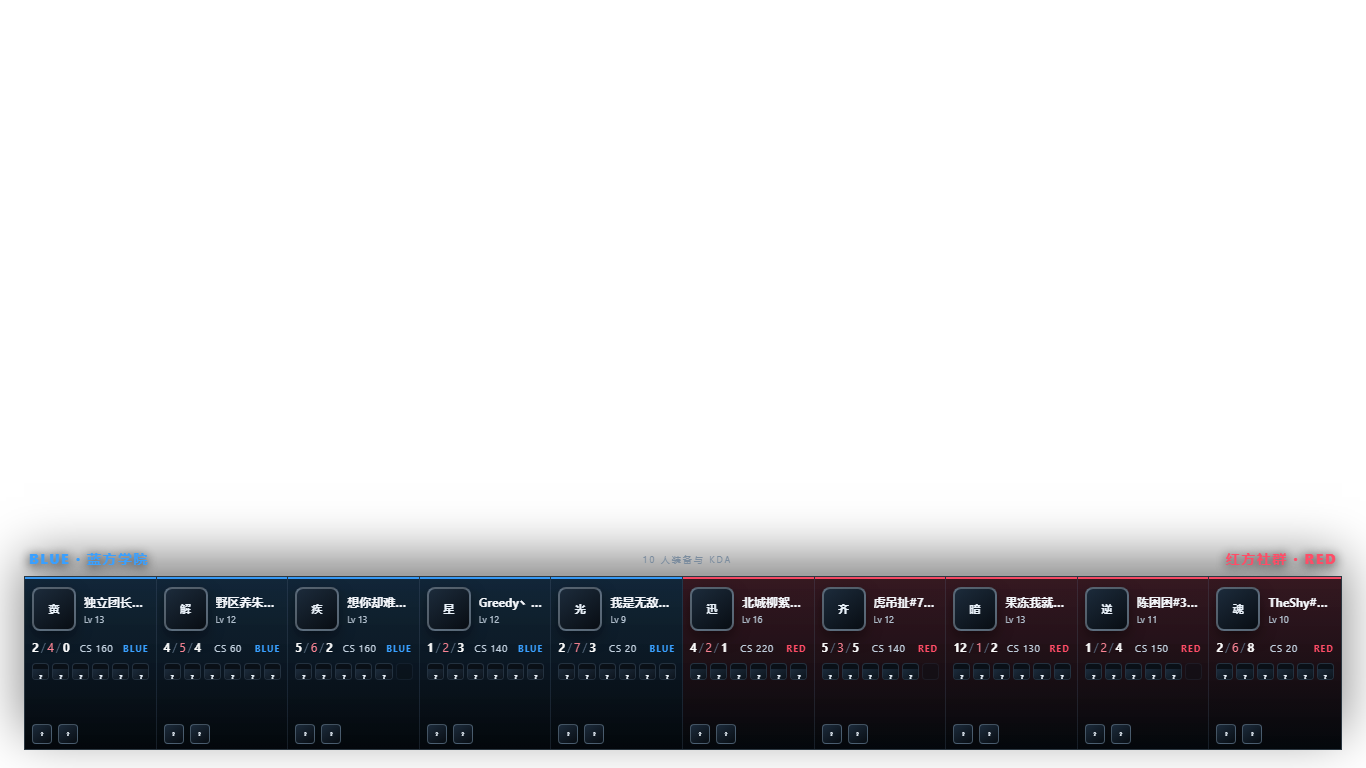 BLUE · 蓝方学院
10 人装备与 KDA
红方社群 · RED
蛮 独立团长...
Lv 13
2/4/0 CS 160 BLUE
解 野区养朱...
Lv 12
4/5/4 CS 60 BLUE
疾 想你却难...
Lv 13
5/6/2 CS 160 BLUE
星 Greedy丶...
Lv 12
1/2/3 CS 140 BLUE
光 我是无敌...
Lv 9
2/7/3 CS 20 BLUE
迅 北城柳絮...
Lv 16
4/2/1 CS 220 RED
齐 虎吊扯#7...
Lv 12
5/3/5 CS 140 RED
暗 果冻我就...
Lv 13
12/1/2 CS 130 RED
逆 陈困困#3...
Lv 11
1/2/4 CS 150 RED
魂 TheShy#...
Lv 10
2/6/8 CS 20 RED